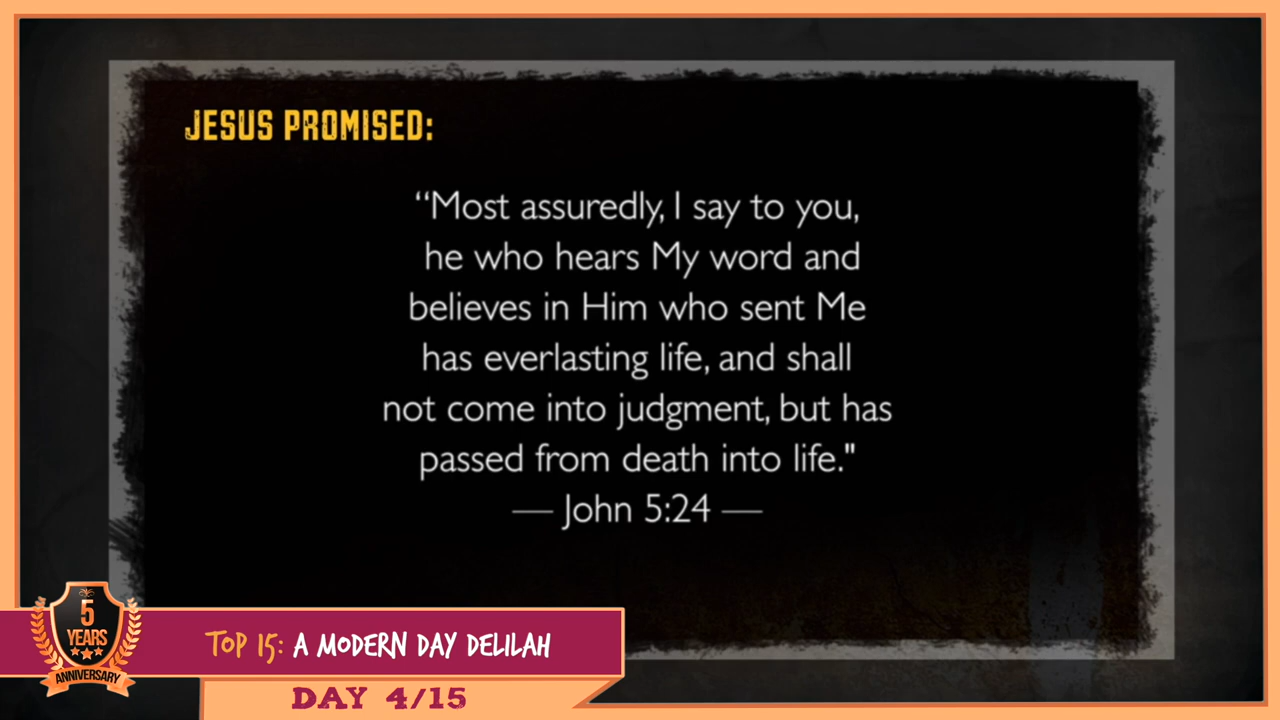 JESUS PROMISED:
“Most assuredly, I say to you,
he who hears My word and
believes in Him who sent Me
has everlasting life, and shall
not come into judgment, but has
passed from death into life."
— John 5:24 —
5
YEARS
ANNIVERSARY
TOP 15: A MODERN DAY DELILAH
DAY 4/15